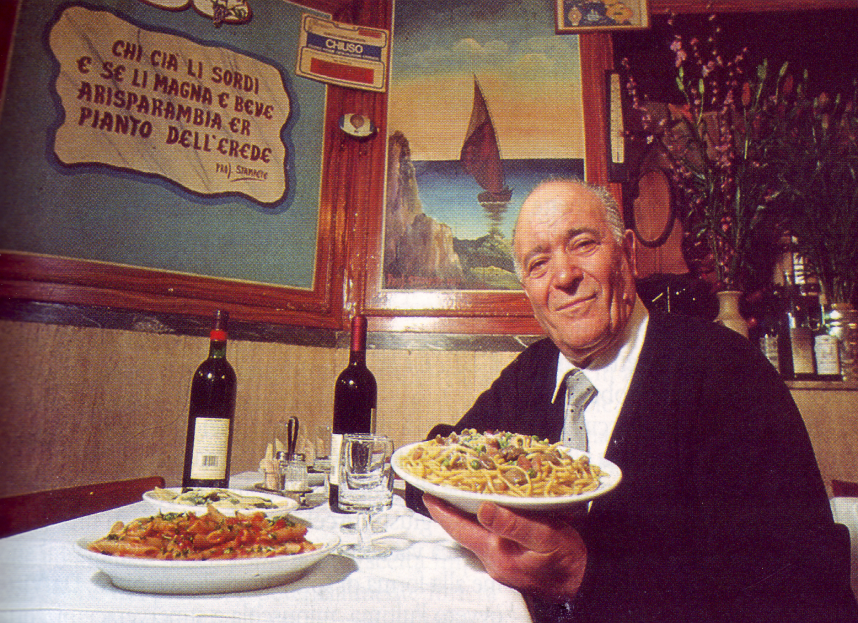 CHI CIÀ LI SORDI
E SE LI MAGNA E BEVE
ARISPARAMBIA ER
PIANTO DELL'EREDE
CHIUSO